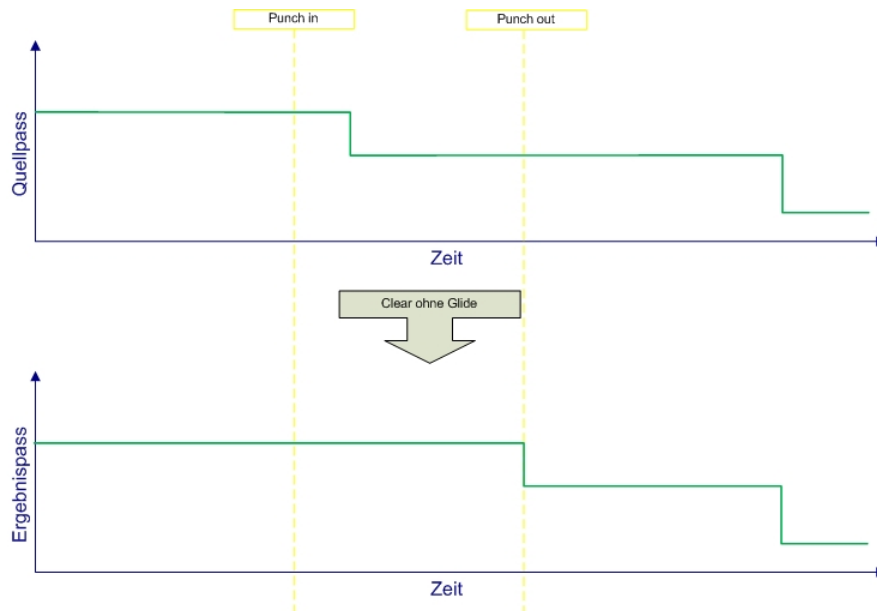 Punch in
Punch out
Quellpass
Zeit
Clear ohne Glide
Ergebnispass
Zeit